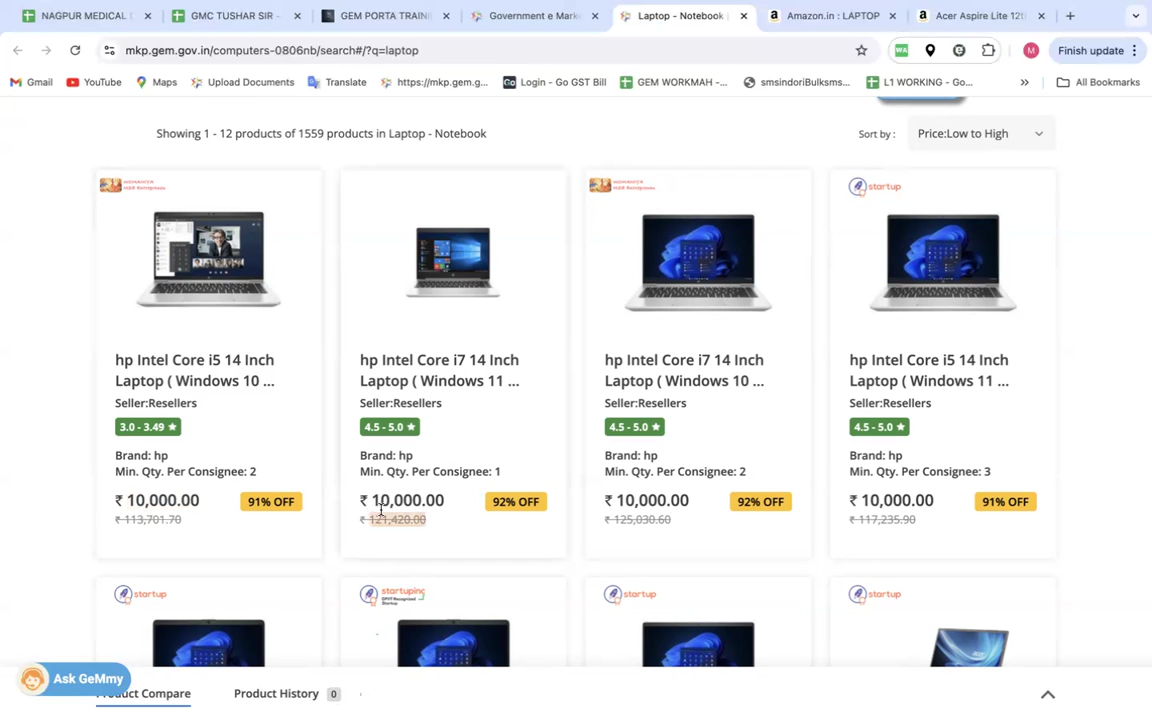 NAGPUR MEDICAL
GMC TUSHAR SIR -
GEM PORTA TRAINI
Government e Mark
Laptop - Notebook
Amazon.in : LAPTOP
Acer Aspire Lite 12th
mkp.gem.gov.in/computers-0806nb/search#/?q=laptop
WA
M
Finish update
Gmail
YouTube
Maps
Upload Documents
Translate
https://mkp.gem.g...
Go
Login - Go GST Bill
GEM WORKMAH -...
smsindoriBulksms...
L1 WORKING - Go...
»
All Bookmarks
Showing 1 - 12 products of 1559 products in Laptop - Notebook
Sort by :
Price:Low to High
startup
hp Intel Core i5 14 Inch
Laptop ( Windows 10 ...
Seller:Resellers
3.0 - 3.49 ★
Brand: hp
Min. Qty. Per Consignee: 2
₹ 10,000.00
91% OFF
₹ 113,701.70
hp Intel Core i7 14 Inch
Laptop ( Windows 11 ...
Seller:Resellers
4.5 - 5.0 ★
Brand: hp
Min. Qty. Per Consignee: 1
₹ 10,000.00
92% OFF
₹ 121,420.00
hp Intel Core i7 14 Inch
Laptop ( Windows 10 ...
Seller:Resellers
4.5 - 5.0 ★
Brand: hp
Min. Qty. Per Consignee: 2
₹ 10,000.00
92% OFF
₹ 125,030.60
hp Intel Core i5 14 Inch
Laptop ( Windows 11 ...
Seller:Resellers
4.5 - 5.0 ★
Brand: hp
Min. Qty. Per Consignee: 3
₹ 10,000.00
91% OFF
₹ 117,235.90
startup
startupinc
startup
startup
Ask GeMmy
Product Compare
Product History 0